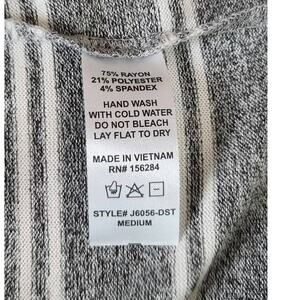 75% RAYON
21% POLYESTER
4% SPANDEX
HAND WASH
WITH COLD WATER
DO NOT BLEACH
LAY FLAT TO DRY
MADE IN VIETNAM
RN# 156284
STYLE# J6056-DST
MEDIUM